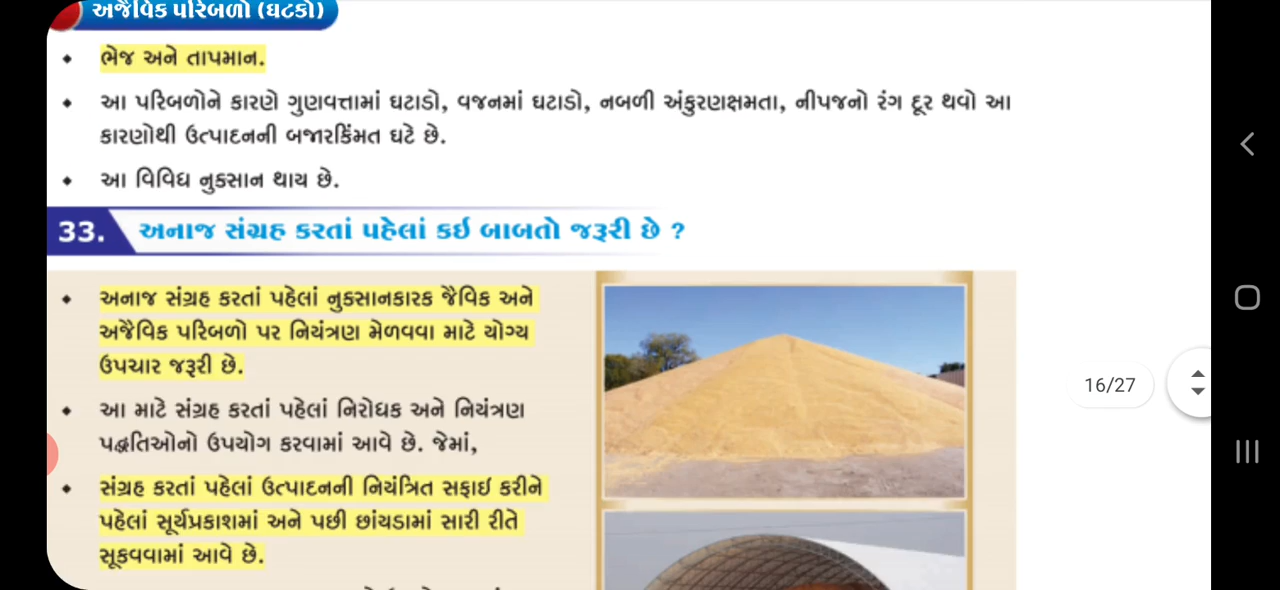 અજૈવિક પરિબળો (ઘટકો)
ભેજ અને તાપમાન.
આ પરિબળોને કારણે ગુણવત્તામાં ઘટાડો, વજનમાં ઘટાડો, નબળી અંકુરણક્ષમતા, નીપજનો રંગ દૂર થવો આ
કારણોથી ઉત્પાદનની બજારકિંમત ઘટે છે.
આ વિવિધ નુક્સાન થાય છે.
33. અનાજ સંગ્રહ કરતાં પહેલાં કઇ બાબતો જરૂરી છે ?
અનાજ સંગ્રહ કરતાં પહેલાં નુકસાનકારક જૈવિક અને
અજૈવિક પરિબળો પર નિયંત્રણ મેળવવા માટે યોગ્ય
ઉપચાર જરૂરી છે.
આ માટે સંગ્રહ કરતાં પહેલાં નિરોધક અને નિયંત્રણ
પદ્ધતિઓનો ઉપયોગ કરવામાં આવે છે. જેમાં,
16/27
સંગ્રહ કરતાં પહેલાં ઉત્પાદનની નિયંત્રિત સફાઇ કરીને
પહેલાં સૂર્યપ્રકાશમાં અને પછી છાંયડામાં સારી રીતે
સૂકવવામાં આવે છે.